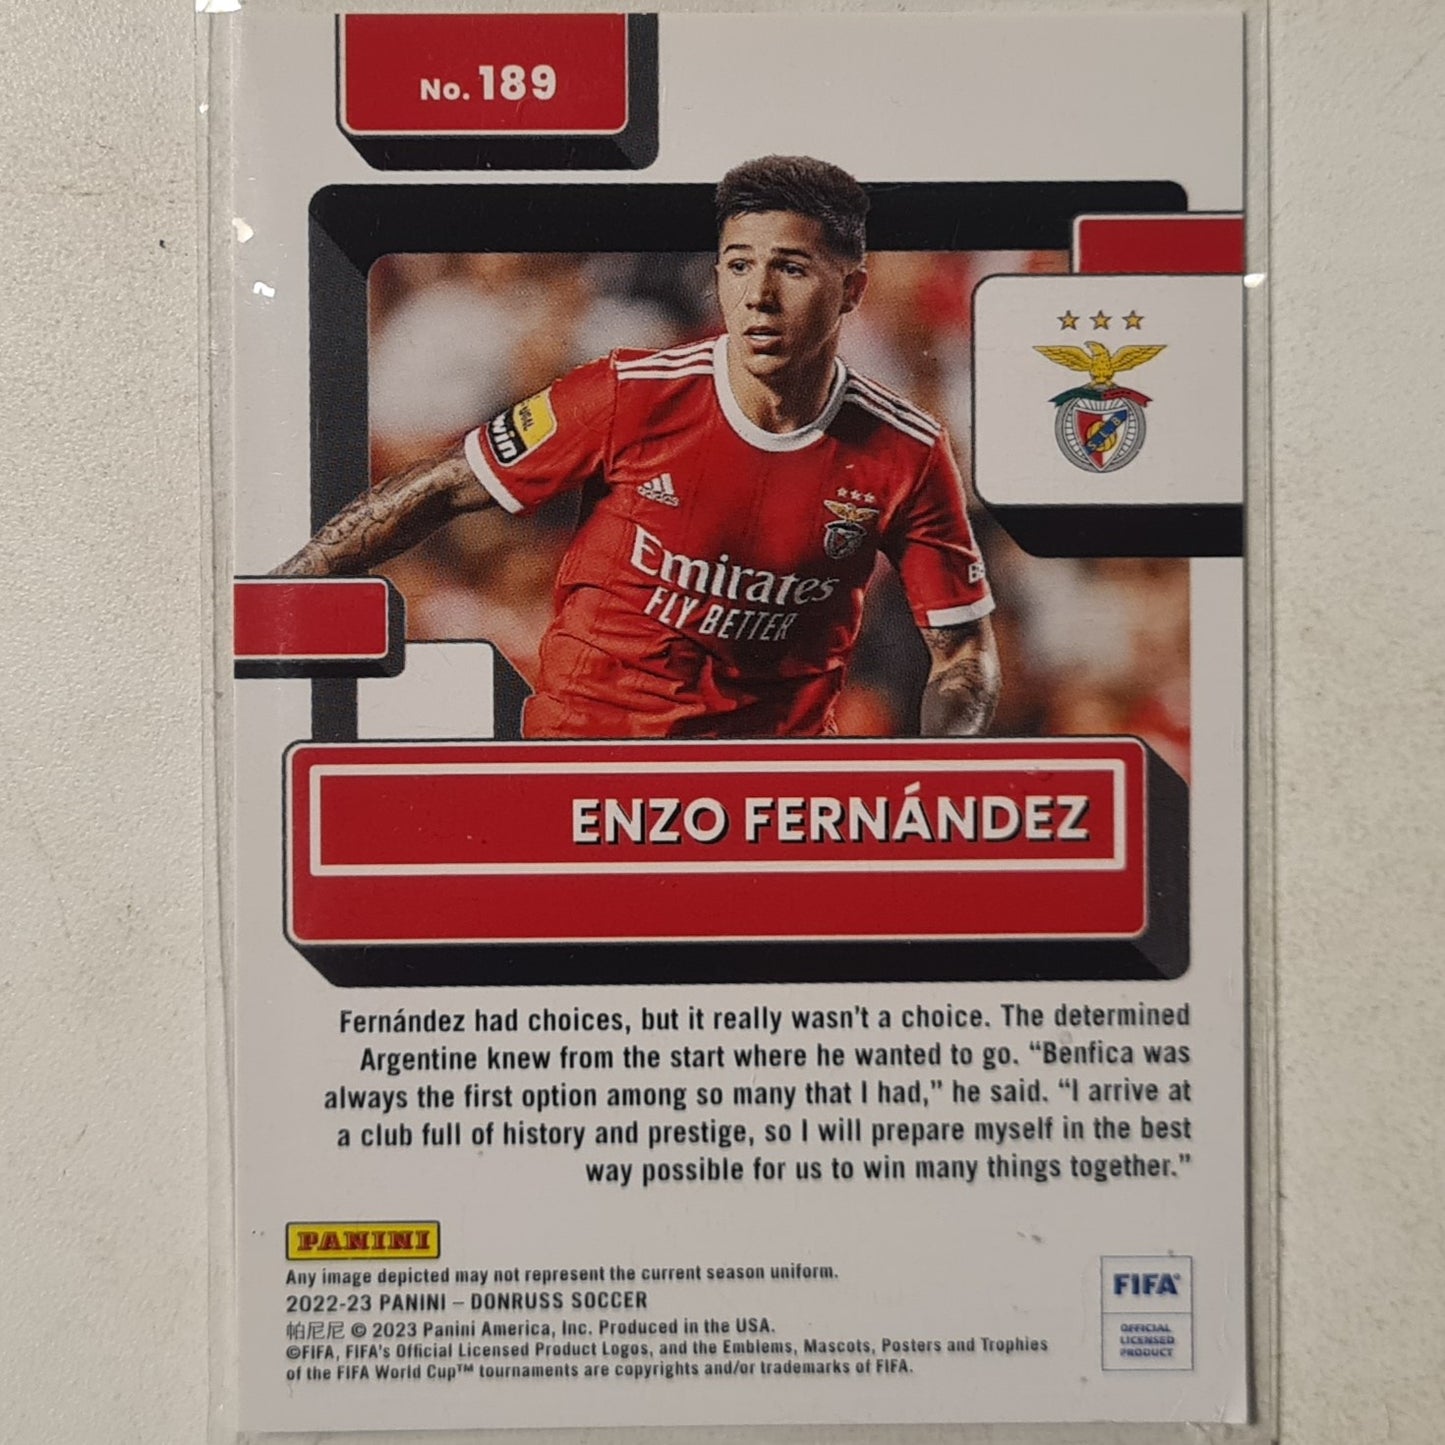 No. 189
bwin
adidas
Emirates
FLY BETTER
ENZO FERNÁNDEZ
Fernández had choices, but it really wasn't a choice. The determined
Argentine knew from the start where he wanted to go. “Benfica was
always the first option among so many that I had,” he said. “I arrive at
a club full of history and prestige, so I will prepare myself in the best
way possible for us to win many things together.”
PANINI
Any image depicted may not represent the current season uniform.
2022-23 PANINI – DONRUSS SOCCER
帕尼尼 © 2023 Panini America, Inc. Produced in the USA.
©FIFA, FIFA's Official Licensed Product Logos, and the Emblems, Mascots, Posters and Trophies
of the FIFA World Cup™ tournaments are copyrights and/or trademarks of FIFA.
FIFA®
OFFICIAL
LICENSED
PRODUCT